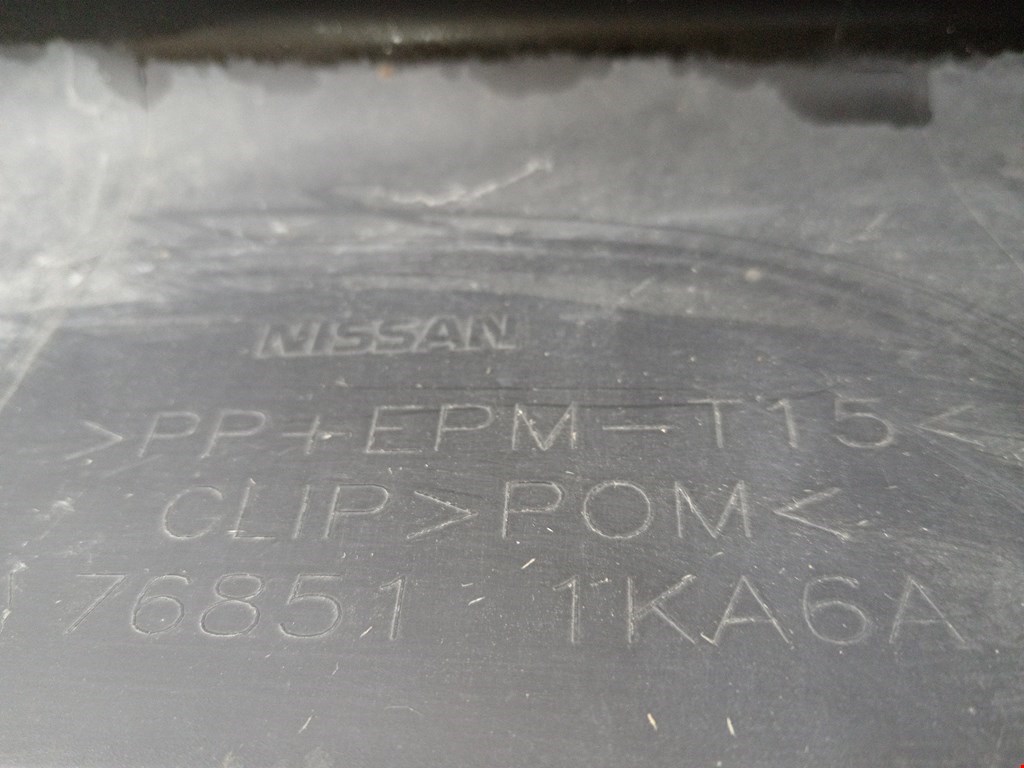 NISSAN
>PP+EPM-T15<
CLIP>POM<
76851 1KA6A